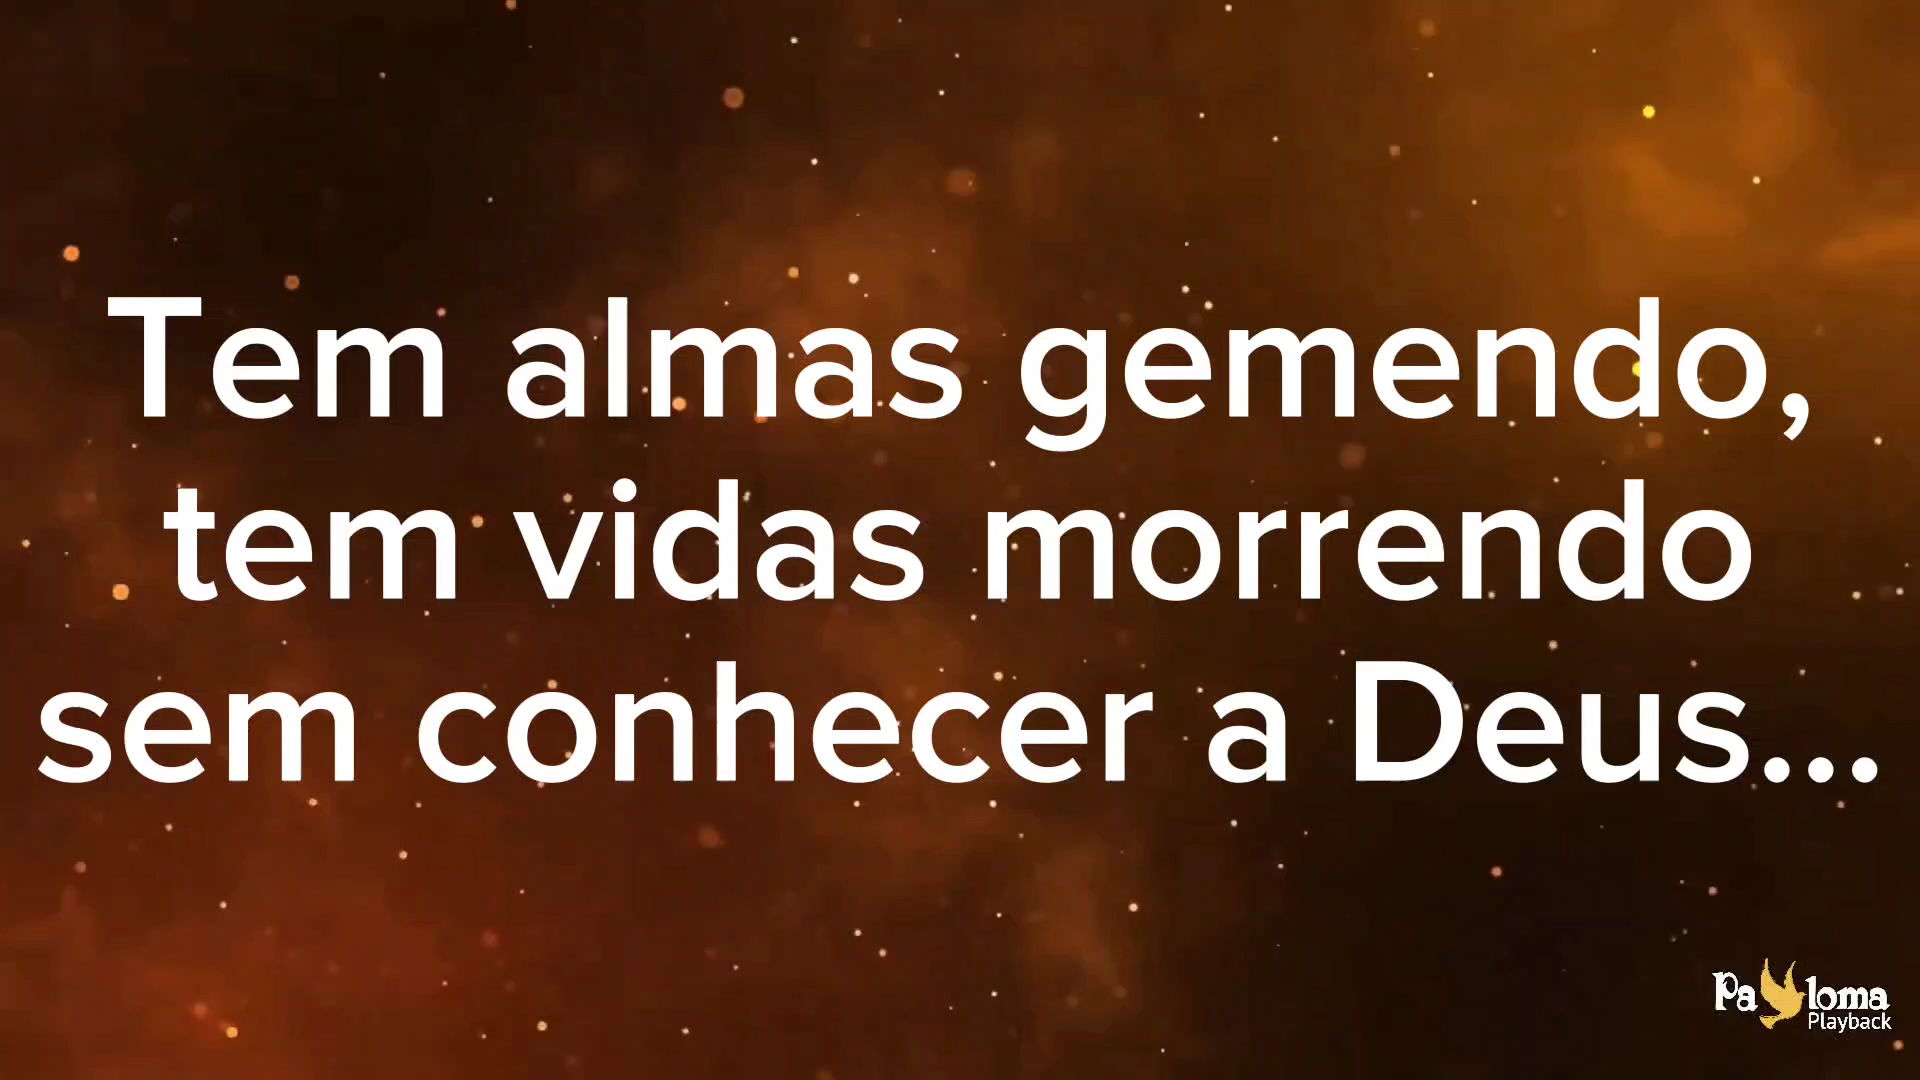 Tem almas gemendo,
tem vidas morrendo
sem conhecer a Deus...
Paloma
Playback